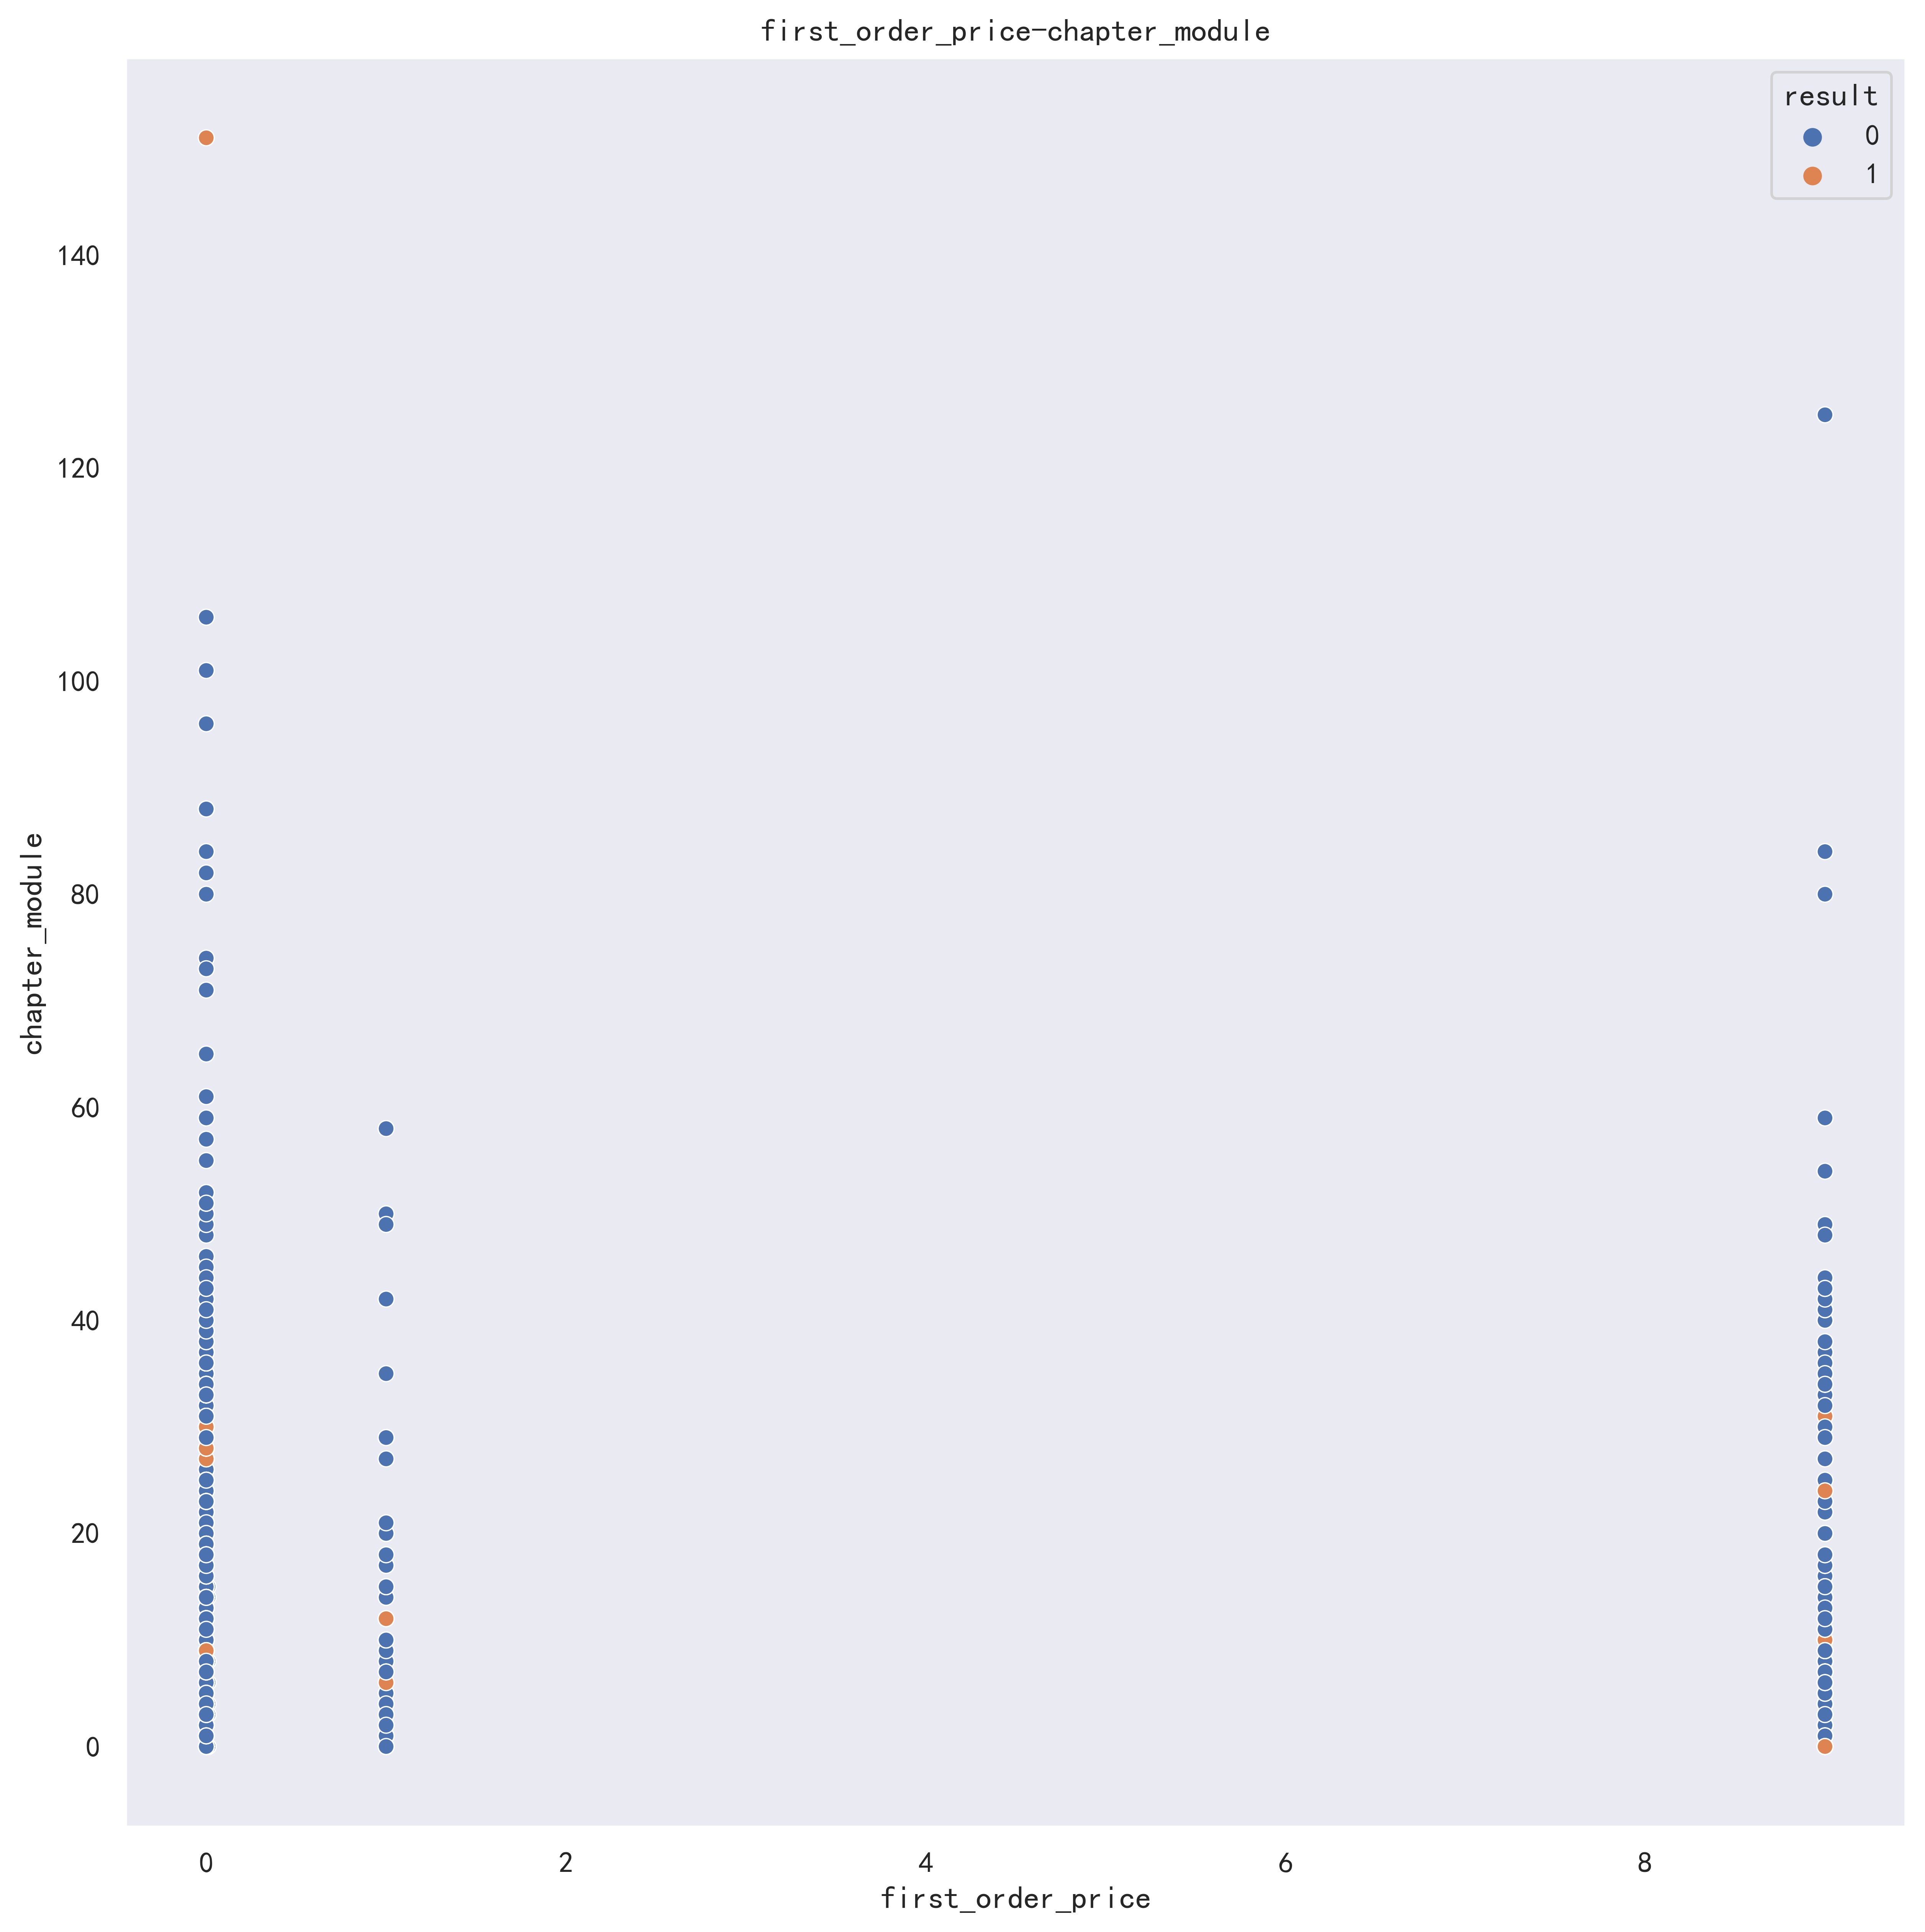 first_order_price-chapter_module
result
0
1
140
120
100
80
60
40
20
0
chapter_module
0 2 4 6 8
first_order_price